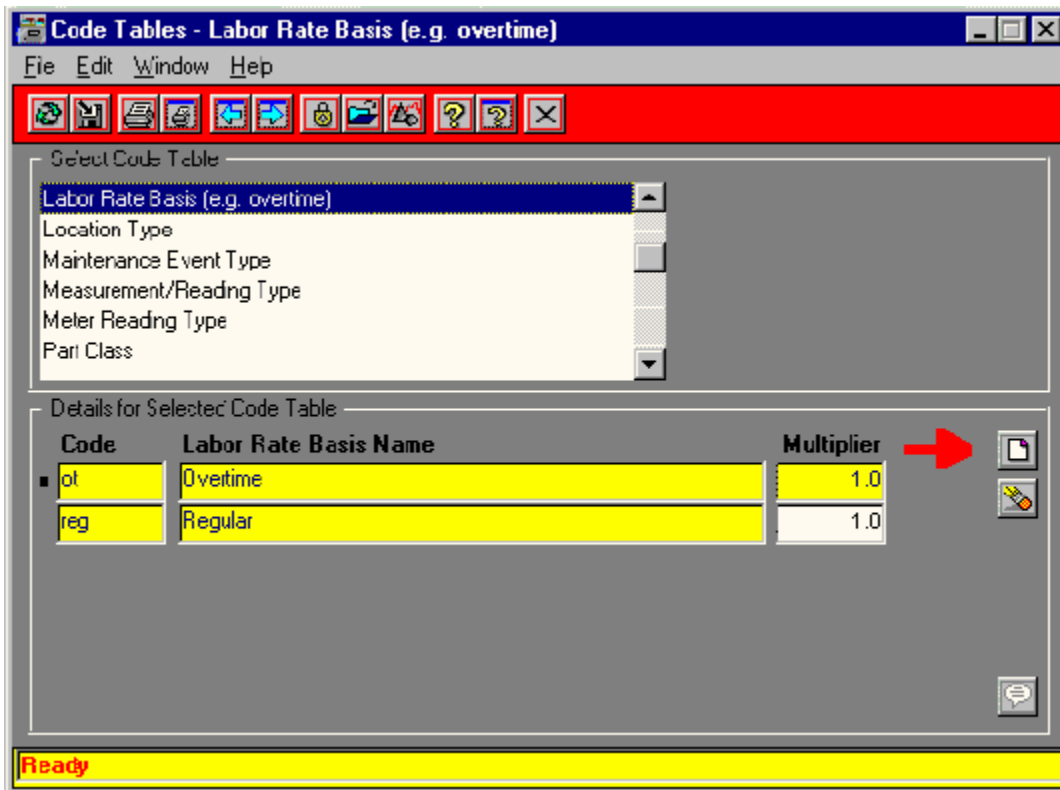 Code Tables - Labor Rate Basis (e.g. overtime)
File Edit Window Help
Select Code Table
Labor Rate Basis (e.g. overtime)
Location Type
Maintenance Event Type
Measurement/Reading Type
Meter Reading Type
Part Class
Details for Selected Code Table
Code Labor Rate Basis Name Multiplier
ot Overtime 1.0
reg Regular 1.0
Ready